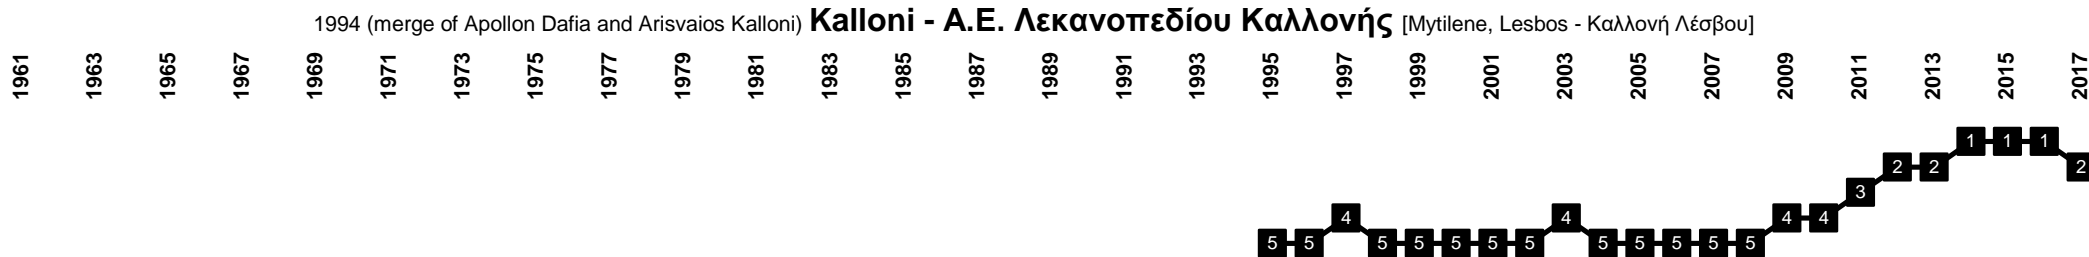 1994 (merge of Apollon Dafia and Arisvaios Kalloni) Kalloni - Α.Ε. Λεκανοπεδίου Καλλονής [Mytilene, Lesbos - Καλλονή Λέσβου]
1961 1963 1965 1967 1969 1971 1973 1975 1977 1979 1981 1983 1985 1987 1989 1991 1993 1995 1997 1999 2001 2003 2005 2007 2009 2011 2013 2015 2017
1 1 1
2 2 2
3
4 4 4 4
5 5 5 5 5 5 5 5 5 5 5 5